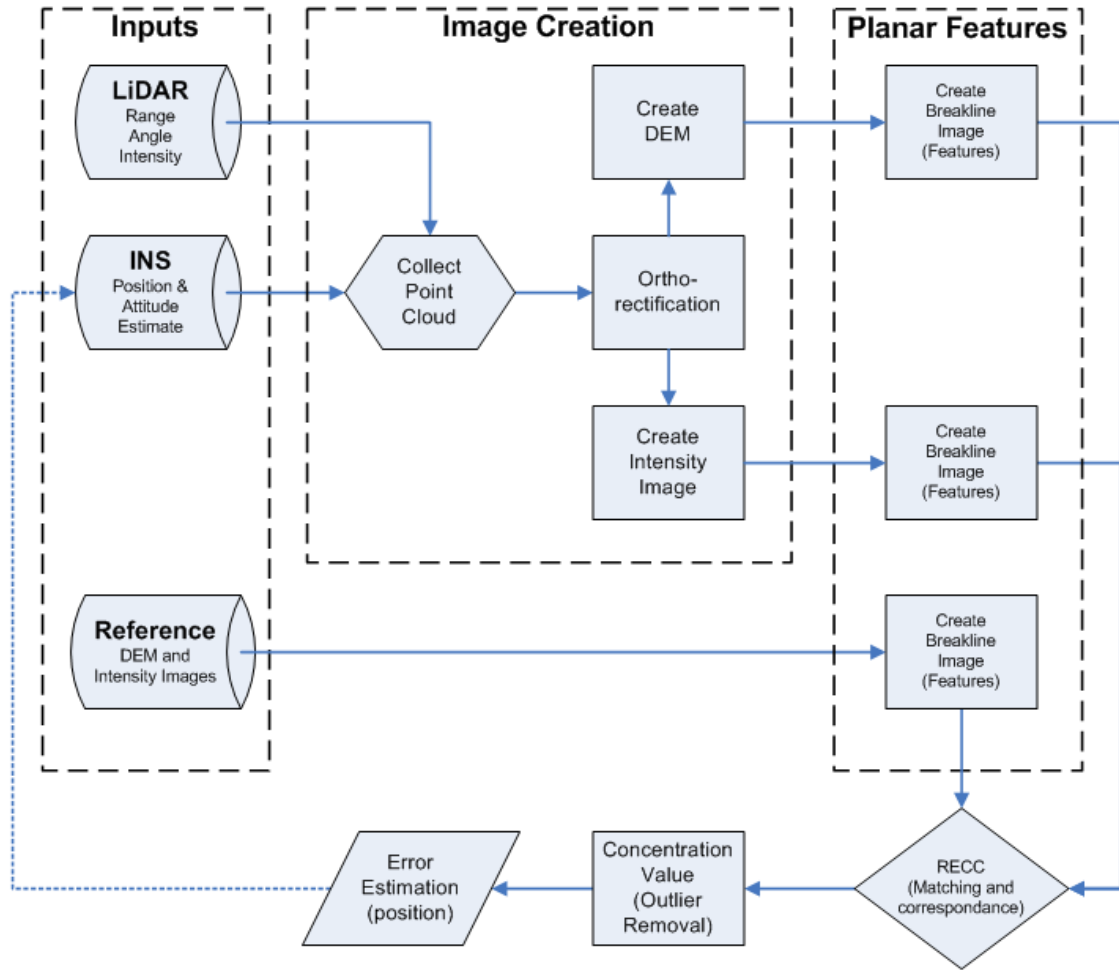 Inputs
Image Creation
Planar Features
LiDAR
Range
Angle
Intensity
Create
DEM
Create
Breakline
Image
(Features)
INS
Position &
Attitude
Estimate
Collect
Point
Cloud
Ortho-
rectification
Create
Intensity
Image
Create
Breakline
Image
(Features)
Reference
DEM and
Intensity Images
Create
Breakline
Image
(Features)
Error
Estimation
(position)
Concentration
Value
(Outlier
Removal)
RECC
(Matching and
correspondance)